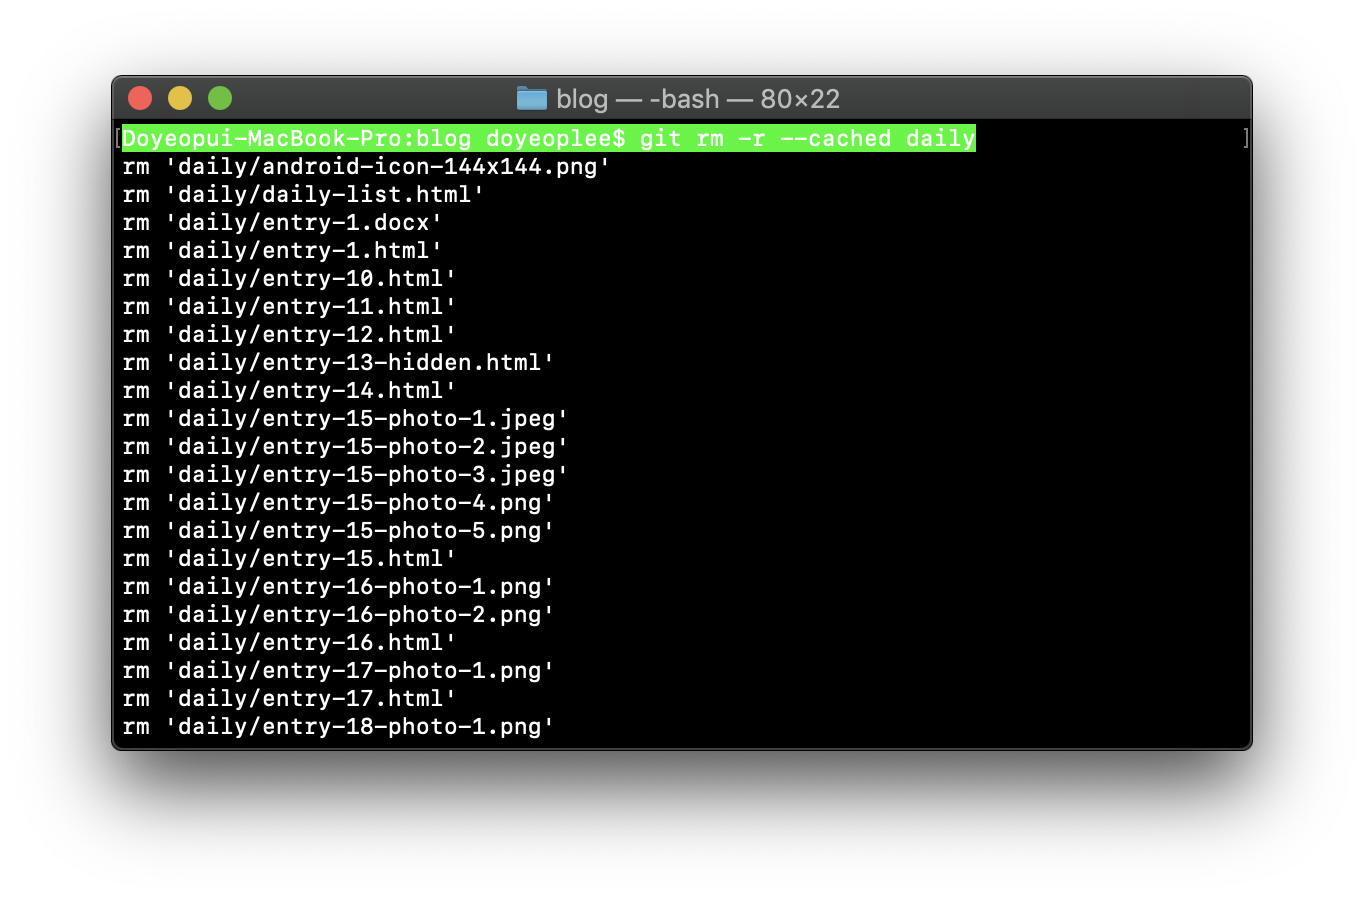 blog — -bash — 80×22
[Doyeopui-MacBook-Pro:blog doyeoplee$ git rm -r --cached daily ]
rm 'daily/android-icon-144x144.png'
rm 'daily/daily-list.html'
rm 'daily/entry-1.docx'
rm 'daily/entry-1.html'
rm 'daily/entry-10.html'
rm 'daily/entry-11.html'
rm 'daily/entry-12.html'
rm 'daily/entry-13-hidden.html'
rm 'daily/entry-14.html'
rm 'daily/entry-15-photo-1.jpeg'
rm 'daily/entry-15-photo-2.jpeg'
rm 'daily/entry-15-photo-3.jpeg'
rm 'daily/entry-15-photo-4.png'
rm 'daily/entry-15-photo-5.png'
rm 'daily/entry-15.html'
rm 'daily/entry-16-photo-1.png'
rm 'daily/entry-16-photo-2.png'
rm 'daily/entry-16.html'
rm 'daily/entry-17-photo-1.png'
rm 'daily/entry-17.html'
rm 'daily/entry-18-photo-1.png'